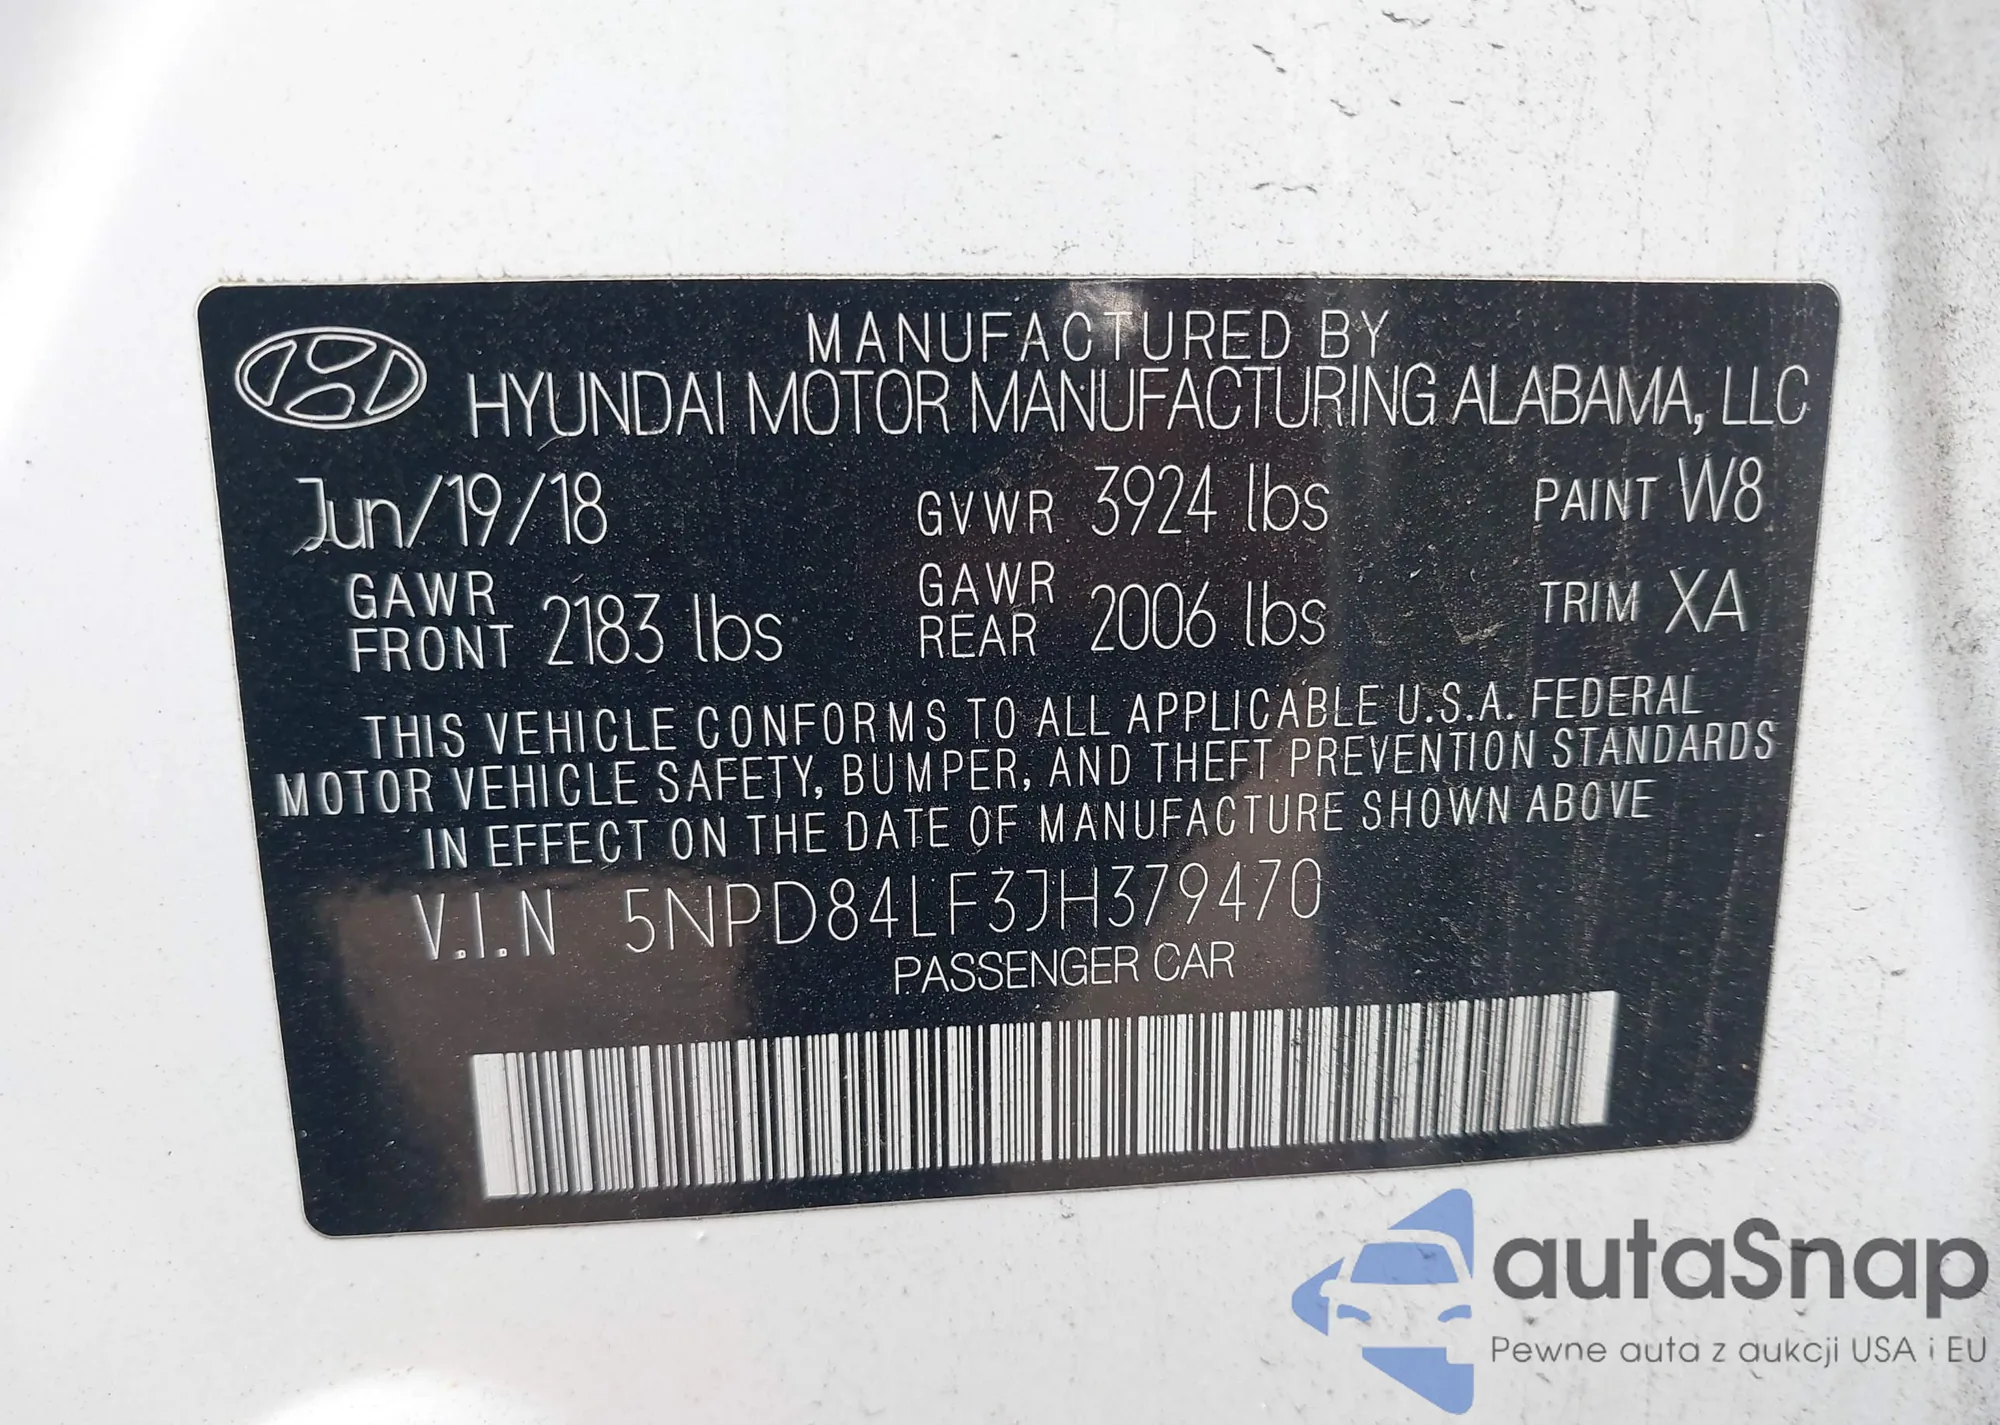 MANUFACTURED BY
HYUNDAI MOTOR MANUFACTURING ALABAMA, LLC
Jun/19/18 GVWR 3924 lbs PAINT W8
GAWR FRONT 2183 lbs GAWR REAR 2006 lbs TRIM XA
THIS VEHICLE CONFORMS TO ALL APPLICABLE U.S.A. FEDERAL
MOTOR VEHICLE SAFETY, BUMPER, AND THEFT PREVENTION STANDARDS
IN EFFECT ON THE DATE OF MANUFACTURE SHOWN ABOVE
V.I.N 5NPD84LF3JH379470
PASSENGER CAR
autaSnap
Pewne auta z aukcji USA i EU